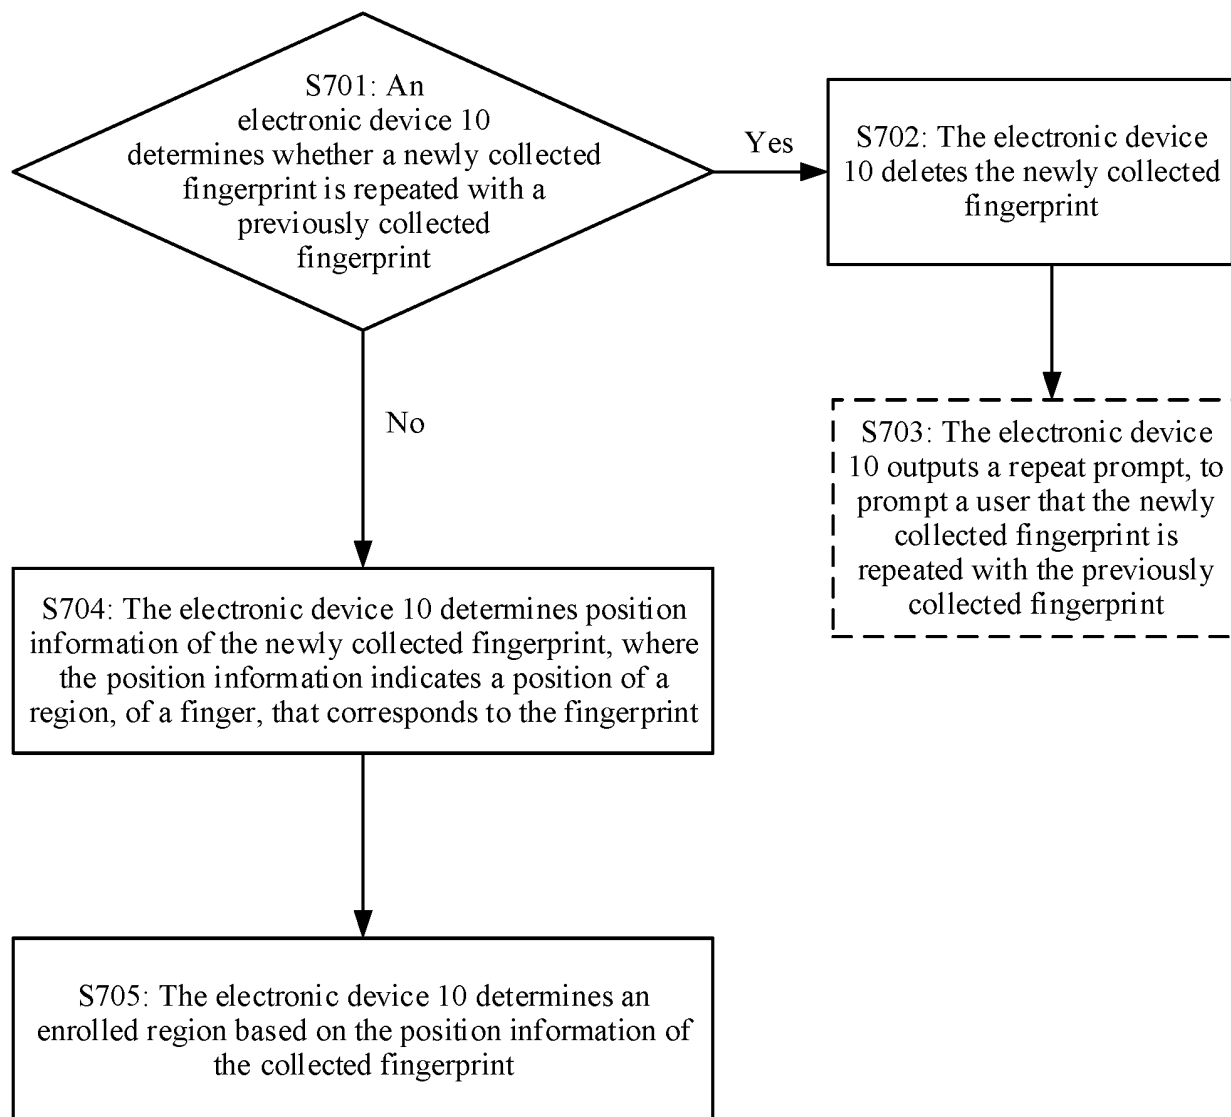 S701: An
electronic device 10
determines whether a newly collected
fingerprint is repeated with a
previously collected
fingerprint
Yes
S702: The electronic device
10 deletes the newly collected
fingerprint
No
S703: The electronic device
10 outputs a repeat prompt, to
prompt a user that the newly
collected fingerprint is
repeated with the previously
collected fingerprint
S704: The electronic device 10 determines position
information of the newly collected fingerprint, where
the position information indicates a position of a
region, of a finger, that corresponds to the fingerprint
S705: The electronic device 10 determines an
enrolled region based on the position information of
the collected fingerprint